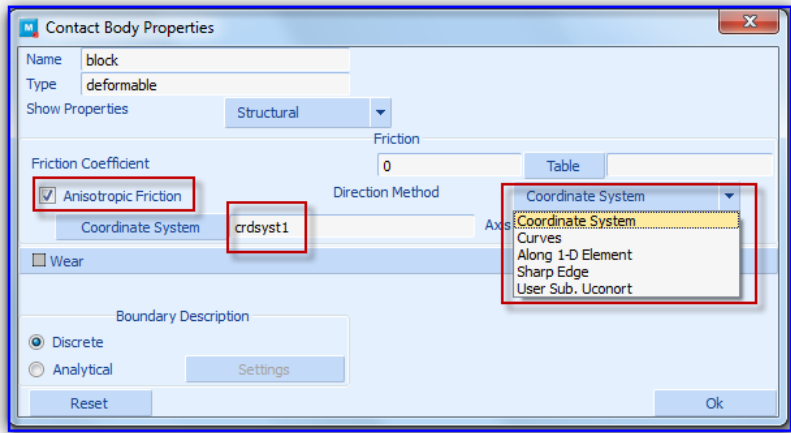 M Contact Body Properties X
Name block
Type deformable
Show Properties Structural
Friction
Friction Coefficient 0 Table
Anisotropic Friction Direction Method Coordinate System
Coordinate System crdsyst1 Axis
Coordinate System
Curves
Along 1-D Element
Sharp Edge
User Sub. Uconort
Wear
Boundary Description
Discrete
Analytical Settings
Reset Ok